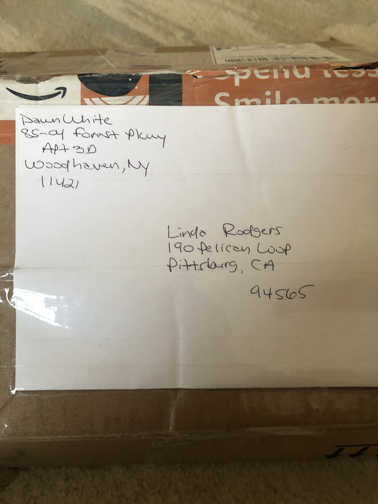 Spend less
Smile more
Dawn White
85-04 Forest Pkwy
Apt 3D
Woodhaven, Ny
11421
Linda Rodgers
190 Pelican Loop
Pittsburg, CA
94565